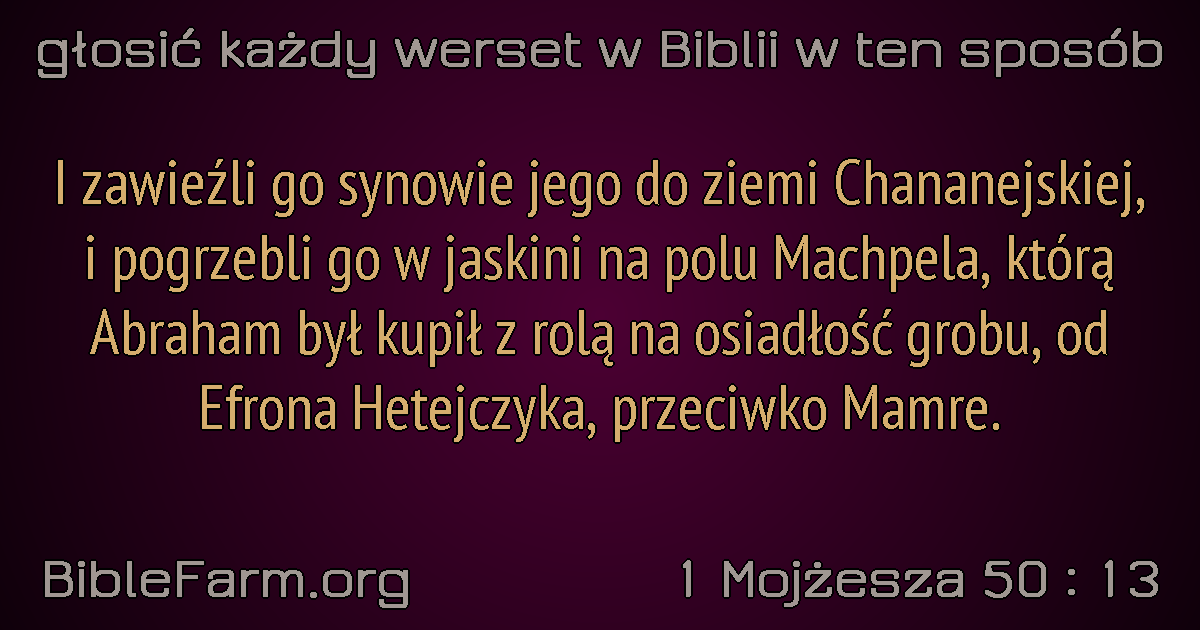 głosić każdy werset w Biblii w ten sposób
I zawieźli go synowie jego do ziemi Chananejskiej,
i pogrzebli go w jaskini na polu Machpela, którą
Abraham był kupił z rolą na osiadłość grobu, od
Efrona Hetejczyka, przeciwko Mamre.
BibleFarm.org
1 Mojżesza 50 : 13